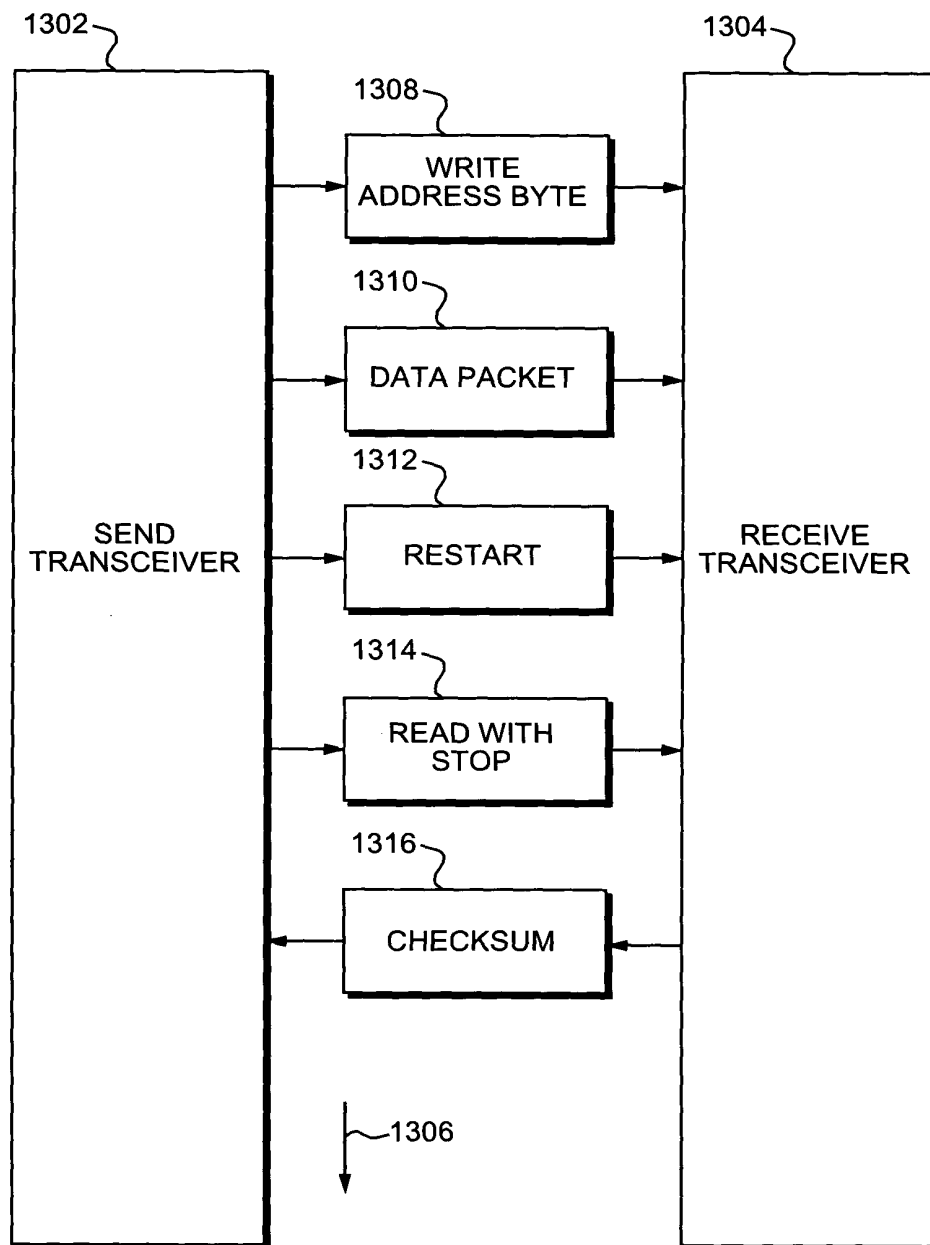 1302
1304
1308
WRITE
ADDRESS BYTE
1310
DATA PACKET
1312
SEND
TRANSCEIVER
RESTART
RECEIVE
TRANSCEIVER
1314
READ WITH
STOP
1316
CHECKSUM
1306